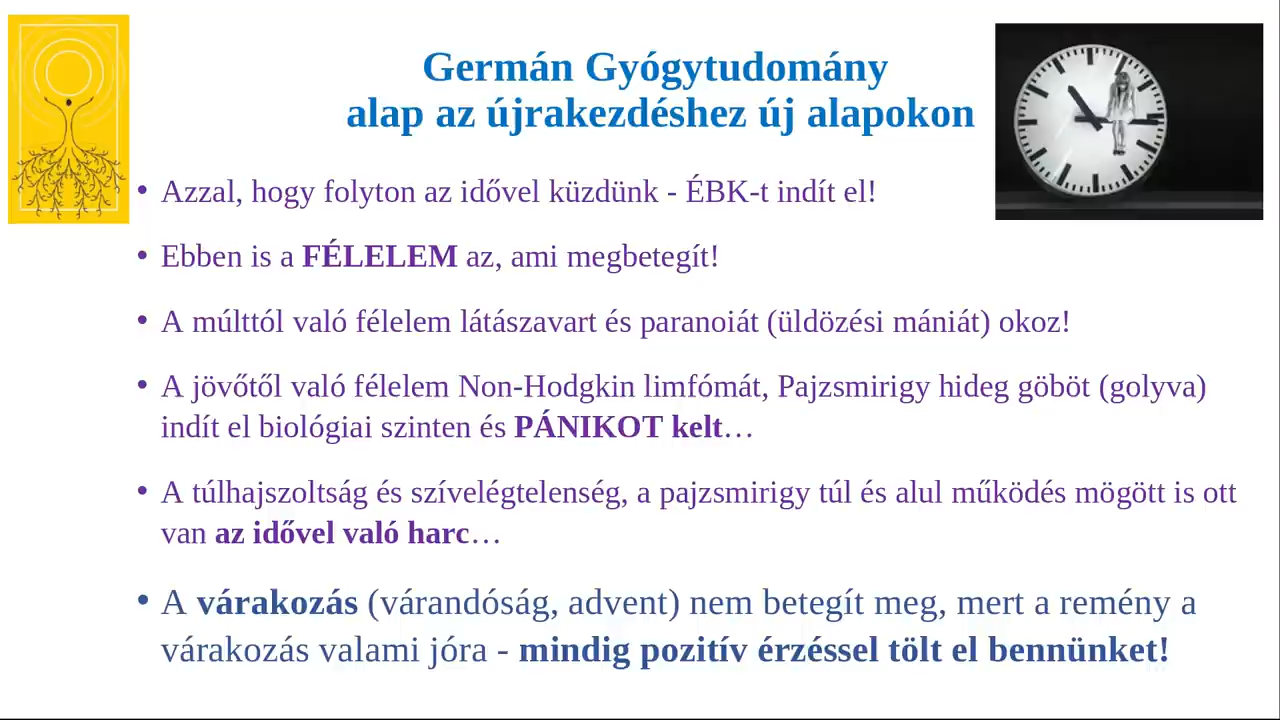 Germán Gyógytudomány
alap az újrakezdéshez új alapokon
• Azzal, hogy folyton az idővel küzdünk - ÉBK-t indít el!
• Ebben is a FÉLELEM az, ami megbetegít!
• A múlttól való félelem látászavart és paranoiát (üldözési mániát) okoz!
• A jövőtől való félelem Non-Hodgkin limfómát, Pajzsmirigy hideg göböt (golyva)
indít el biológiai szinten és PÁNIKOT kelt…
• A túlhajszoltság és szívelégtelenség, a pajzsmirigy túl és alul működés mögött is ott
van az idővel való harc…
• A várakozás (várandóság, advent) nem betegít meg, mert a remény a
várakozás valami jóra - mindig pozitív érzéssel tölt el bennünket!